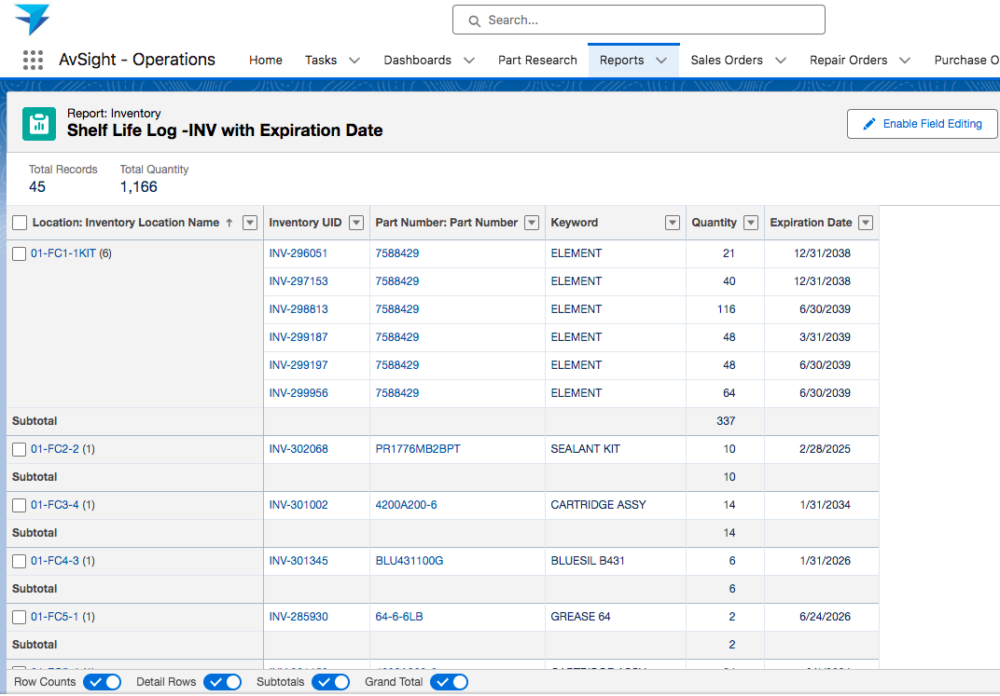 Search...
AvSight - Operations Home Tasks Dashboards Part Research Reports Sales Orders Repair Orders Purchase O
Report: Inventory
Shelf Life Log -INV with Expiration Date
Enable Field Editing
Total Records Total Quantity
45 1,166
Location: Inventory Location Name ↑ Inventory UID Part Number: Part Number Keyword Quantity Expiration Date
01-FC1-1KIT (6) INV-296051 7588429 ELEMENT 21 12/31/2038
INV-297153 7588429 ELEMENT 40 12/31/2038
INV-298813 7588429 ELEMENT 116 6/30/2039
INV-299187 7588429 ELEMENT 48 3/31/2039
INV-299197 7588429 ELEMENT 48 6/30/2039
INV-299956 7588429 ELEMENT 64 6/30/2039
Subtotal 337
01-FC2-2 (1) INV-302068 PR1776MB2BPT SEALANT KIT 10 2/28/2025
Subtotal 10
01-FC3-4 (1) INV-301002 4200A200-6 CARTRIDGE ASSY 14 1/31/2034
Subtotal 14
01-FC4-3 (1) INV-301345 BLU431100G BLUESIL B431 6 1/31/2026
Subtotal 6
01-FC5-1 (1) INV-285930 64-6-6LB GREASE 64 2 6/24/2026
Subtotal 2
Row Counts Detail Rows Subtotals Grand Total